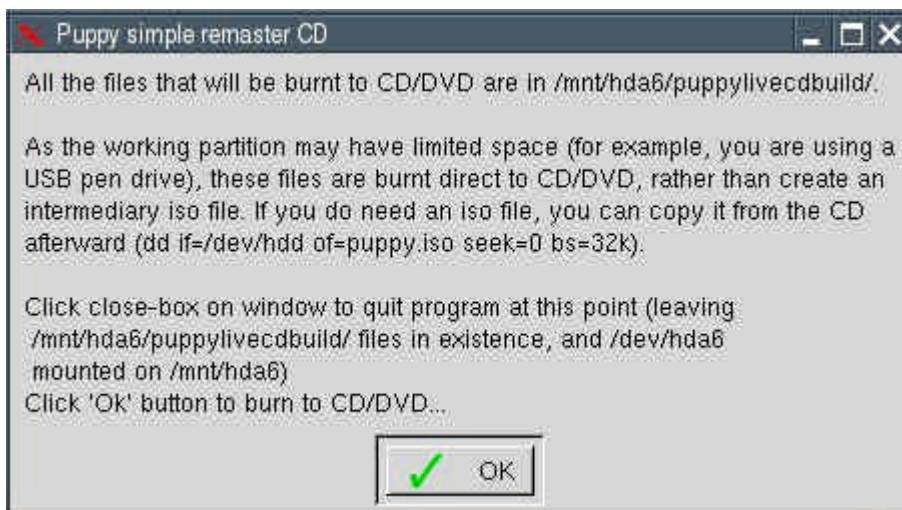 Puppy simple remaster CD
All the files that will be burnt to CD/DVD are in /mnt/hda6/puppylivecdbuild/.
As the working partition may have limited space (for example, you are using a
USB pen drive), these files are burnt direct to CD/DVD, rather than create an
intermediary iso file. If you do need an iso file, you can copy it from the CD
afterward (dd if=/dev/hdd of=puppy.iso seek=0 bs=32k).
Click close-box on window to quit program at this point (leaving
/mnt/hda6/puppylivecdbuild/ files in existence, and /dev/hda6
mounted on /mnt/hda6)
Click 'Ok' button to burn to CD/DVD...
OK